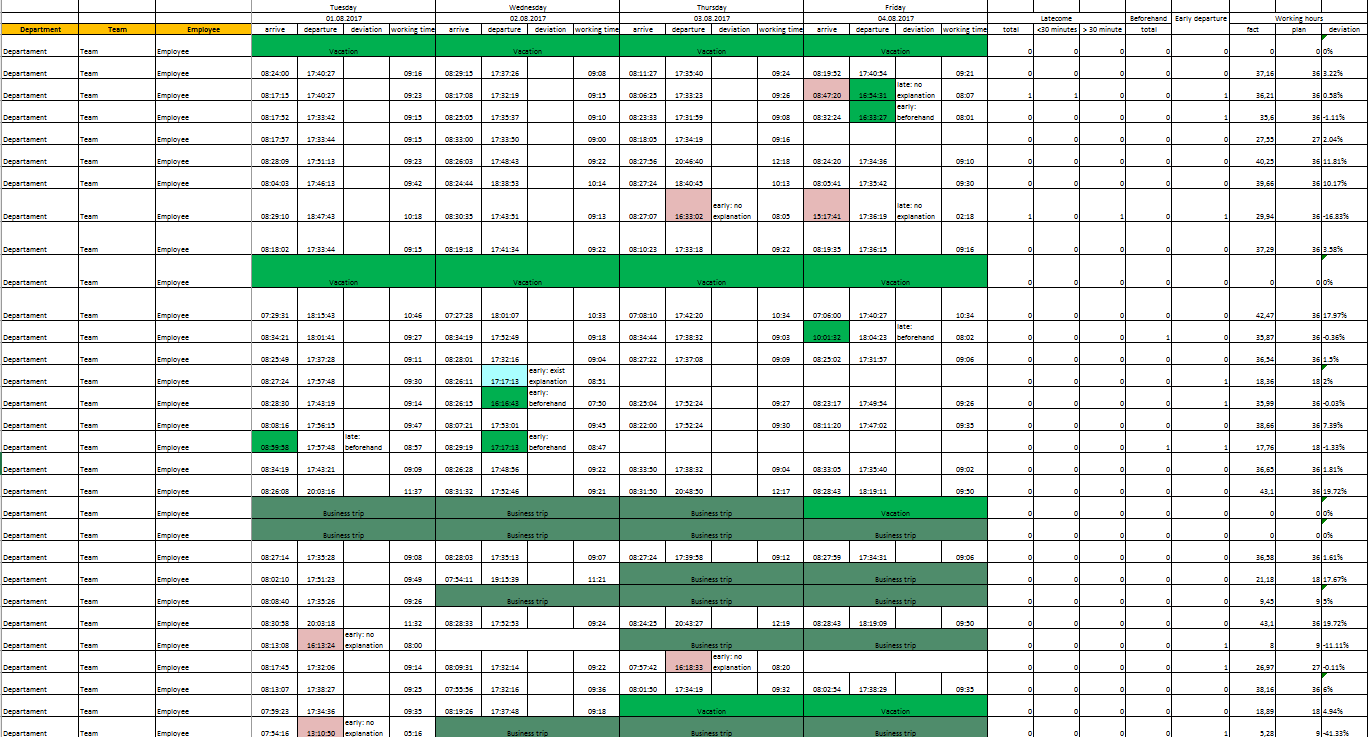 Tuesday Wednesday Thursday Friday
01.08.2017 02.08.2017 03.08.2017 04.08.2017 Latecome Beforehand Early departure Working hours
Department Team Employee arrive departure deviation working time arrive departure deviation working time arrive departure deviation working time arrive departure deviation working time total <30 minutes > 30 minute total fact plan deviation
Departament Team Employee Vacation Vacation Vacation Vacation 0 0 0 0 0 0 0 0%
Departament Team Employee 08:24:00 17:40:27 09:16 08:29:15 17:37:26 09:08 08:11:27 17:35:40 09:24 08:19:52 17:40:54 09:21 0 0 0 0 0 37,16 36 3.22%
Departament Team Employee 08:17:15 17:40:27 09:23 08:17:08 17:32:19 09:15 08:06:25 17:33:23 09:26 08:47:20 16:54:31 late: no explanation 08:07 1 1 0 0 1 36,21 36 0.58%
Departament Team Employee 08:17:52 17:33:42 09:15 08:25:05 17:35:37 09:10 08:23:33 17:31:59 09:08 08:32:24 16:33:27 early: beforehand 08:01 0 0 0 0 1 35,6 36 -1.11%
Departament Team Employee 08:17:57 17:33:44 09:15 08:33:00 17:33:50 09:00 08:18:05 17:34:19 09:16 0 0 0 0 0 27,55 27 2.04%
Departament Team Employee 08:28:09 17:51:13 09:23 08:26:03 17:48:43 09:22 08:27:56 20:46:40 12:18 08:24:20 17:34:36 09:10 0 0 0 0 0 40,25 36 11.81%
Departament Team Employee 08:04:03 17:46:13 09:42 08:24:44 18:38:53 10:14 08:27:24 18:40:45 10:13 08:05:41 17:35:42 09:30 0 0 0 0 0 39,66 36 10.17%
Departament Team Employee 08:29:10 18:47:43 10:18 08:30:35 17:43:51 09:13 08:27:07 16:33:02 early: no explanation 08:05 15:17:41 17:36:19 late: no explanation 02:18 1 0 1 0 1 29,94 36 -16.83%
Departament Team Employee 08:18:02 17:33:44 09:15 08:19:18 17:41:34 09:22 08:10:23 17:33:18 09:22 08:19:35 17:36:15 09:16 0 0 0 0 0 37,29 36 3.58%
Departament Team Employee Vacation Vacation Vacation Vacation 0 0 0 0 0 0 0 0%
Departament Team Employee 07:29:31 18:15:43 10:46 07:27:28 18:01:07 10:33 07:08:10 17:42:20 10:34 07:06:00 17:40:27 10:34 0 0 0 0 0 42,47 36 17.97%
Departament Team Employee 08:34:21 18:01:41 09:27 08:34:19 17:52:49 09:18 08:34:44 17:38:32 09:03 10:01:32 18:04:23 late: beforehand 08:02 0 0 0 1 0 35,87 36 -0.36%
Departament Team Employee 08:25:49 17:37:28 09:11 08:28:01 17:32:16 09:04 08:27:22 17:37:08 09:09 08:25:02 17:31:57 09:06 0 0 0 0 0 36,54 36 1.5%
Departament Team Employee 08:27:24 17:57:48 09:30 08:26:11 17:17:13 early: exist explanation 08:51 0 0 0 0 1 18,36 18 2%
Departament Team Employee 08:28:30 17:43:19 09:14 08:26:15 16:16:43 early: beforehand 07:50 08:25:04 17:52:24 09:27 08:23:17 17:49:54 09:26 0 0 0 0 1 35,99 36 -0.03%
Departament Team Employee 08:08:16 17:56:15 09:47 08:07:21 17:53:01 09:45 08:22:00 17:52:24 09:30 08:11:20 17:47:02 09:35 0 0 0 0 0 38,66 36 7.39%
Departament Team Employee 08:59:58 17:57:48 late: beforehand 08:57 08:29:19 17:17:13 early: beforehand 08:47 0 0 0 1 1 17,76 18 -1.33%
Departament Team Employee 08:34:19 17:43:21 09:09 08:26:28 17:48:56 09:22 08:33:50 17:38:32 09:04 08:33:05 17:35:40 09:02 0 0 0 0 0 36,65 36 1.81%
Departament Team Employee 08:26:08 20:03:16 11:37 08:31:32 17:52:46 09:21 08:31:50 20:48:50 12:17 08:28:43 18:19:11 09:50 0 0 0 0 0 43,1 36 19.72%
Departament Team Employee Business trip Business trip Business trip Vacation 0 0 0 0 0 0 0 0%
Departament Team Employee Business trip Business trip Business trip Business trip 0 0 0 0 0 0 0 0%
Departament Team Employee 08:27:14 17:35:28 09:08 08:28:03 17:35:13 09:07 08:27:24 17:39:58 09:12 08:27:59 17:34:31 09:06 0 0 0 0 0 36,58 36 1.61%
Departament Team Employee 08:02:10 17:51:23 09:49 07:54:11 19:15:39 11:21 Business trip Business trip 0 0 0 0 0 21,18 18 17.67%
Departament Team Employee 08:08:40 17:35:26 09:26 Business trip Business trip Business trip 0 0 0 0 0 9,45 9 5%
Departament Team Employee 08:30:58 20:03:18 11:32 08:28:33 17:52:53 09:24 08:24:25 20:43:27 12:19 08:28:43 18:19:09 09:50 0 0 0 0 0 43,1 36 19.72%
Departament Team Employee 08:13:08 16:13:24 early: no explanation 08:00 Business trip Business trip 0 0 0 0 1 8 9 -11.11%
Departament Team Employee 08:17:45 17:32:06 09:14 08:09:31 17:32:14 09:22 07:57:42 16:18:33 early: no explanation 08:20 0 0 0 0 1 26,97 27 -0.11%
Departament Team Employee 08:13:07 17:38:27 09:25 07:55:56 17:32:16 09:36 08:01:50 17:34:19 09:32 08:02:54 17:38:29 09:35 0 0 0 0 0 38,16 36 6%
Departament Team Employee 07:59:23 17:34:36 09:35 08:19:26 17:37:48 09:18 Vacation Vacation 0 0 0 0 0 18,89 18 4.94%
Departament Team Employee 07:54:16 13:10:50 early: no explanation 05:16 Business trip Business trip Business trip 0 0 0 0 1 5,28 9 -41.33%